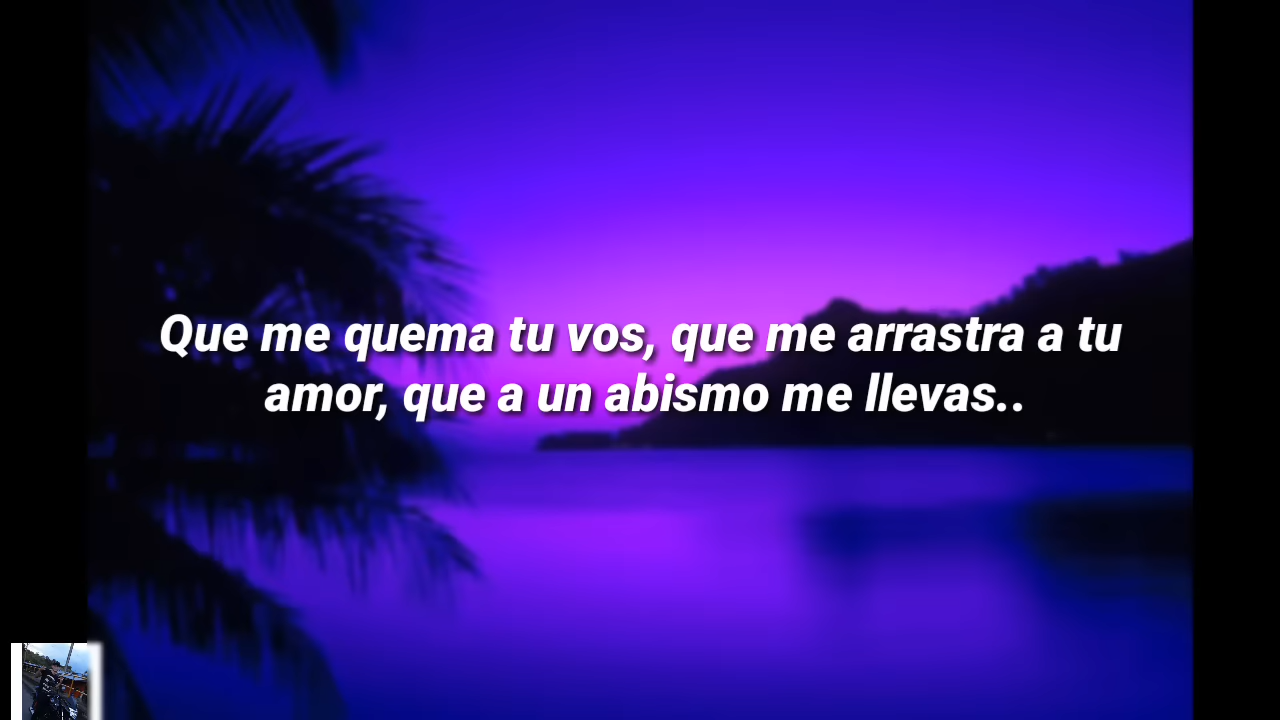 Que me quema tu vos, que me arrastra a tu
amor, que a un abismo me llevas..